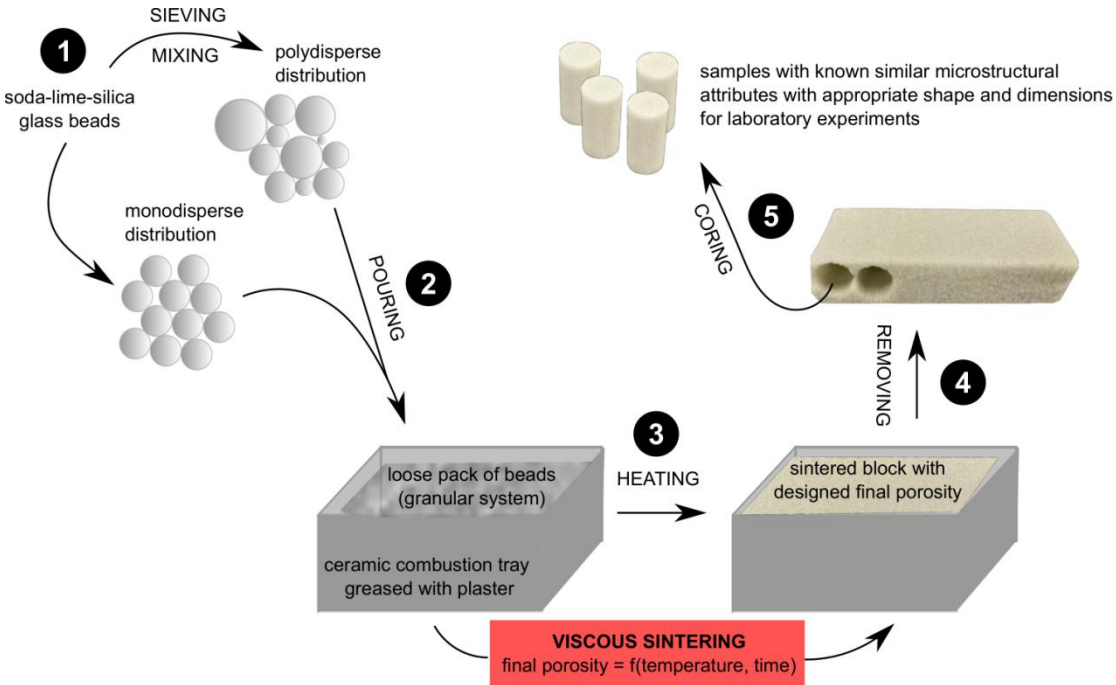 1
SIEVING
MIXING
soda-lime-silica
glass beads
polydisperse
distribution
monodisperse
distribution
2
POURING
loose pack of beads
(granular system)
ceramic combustion tray
greased with plaster
3
HEATING
VISCOUS SINTERING
final porosity = f(temperature, time)
sintered block with
designed final porosity
4
REMOVING
5
CORING
samples with known similar microstructural
attributes with appropriate shape and dimensions
for laboratory experiments